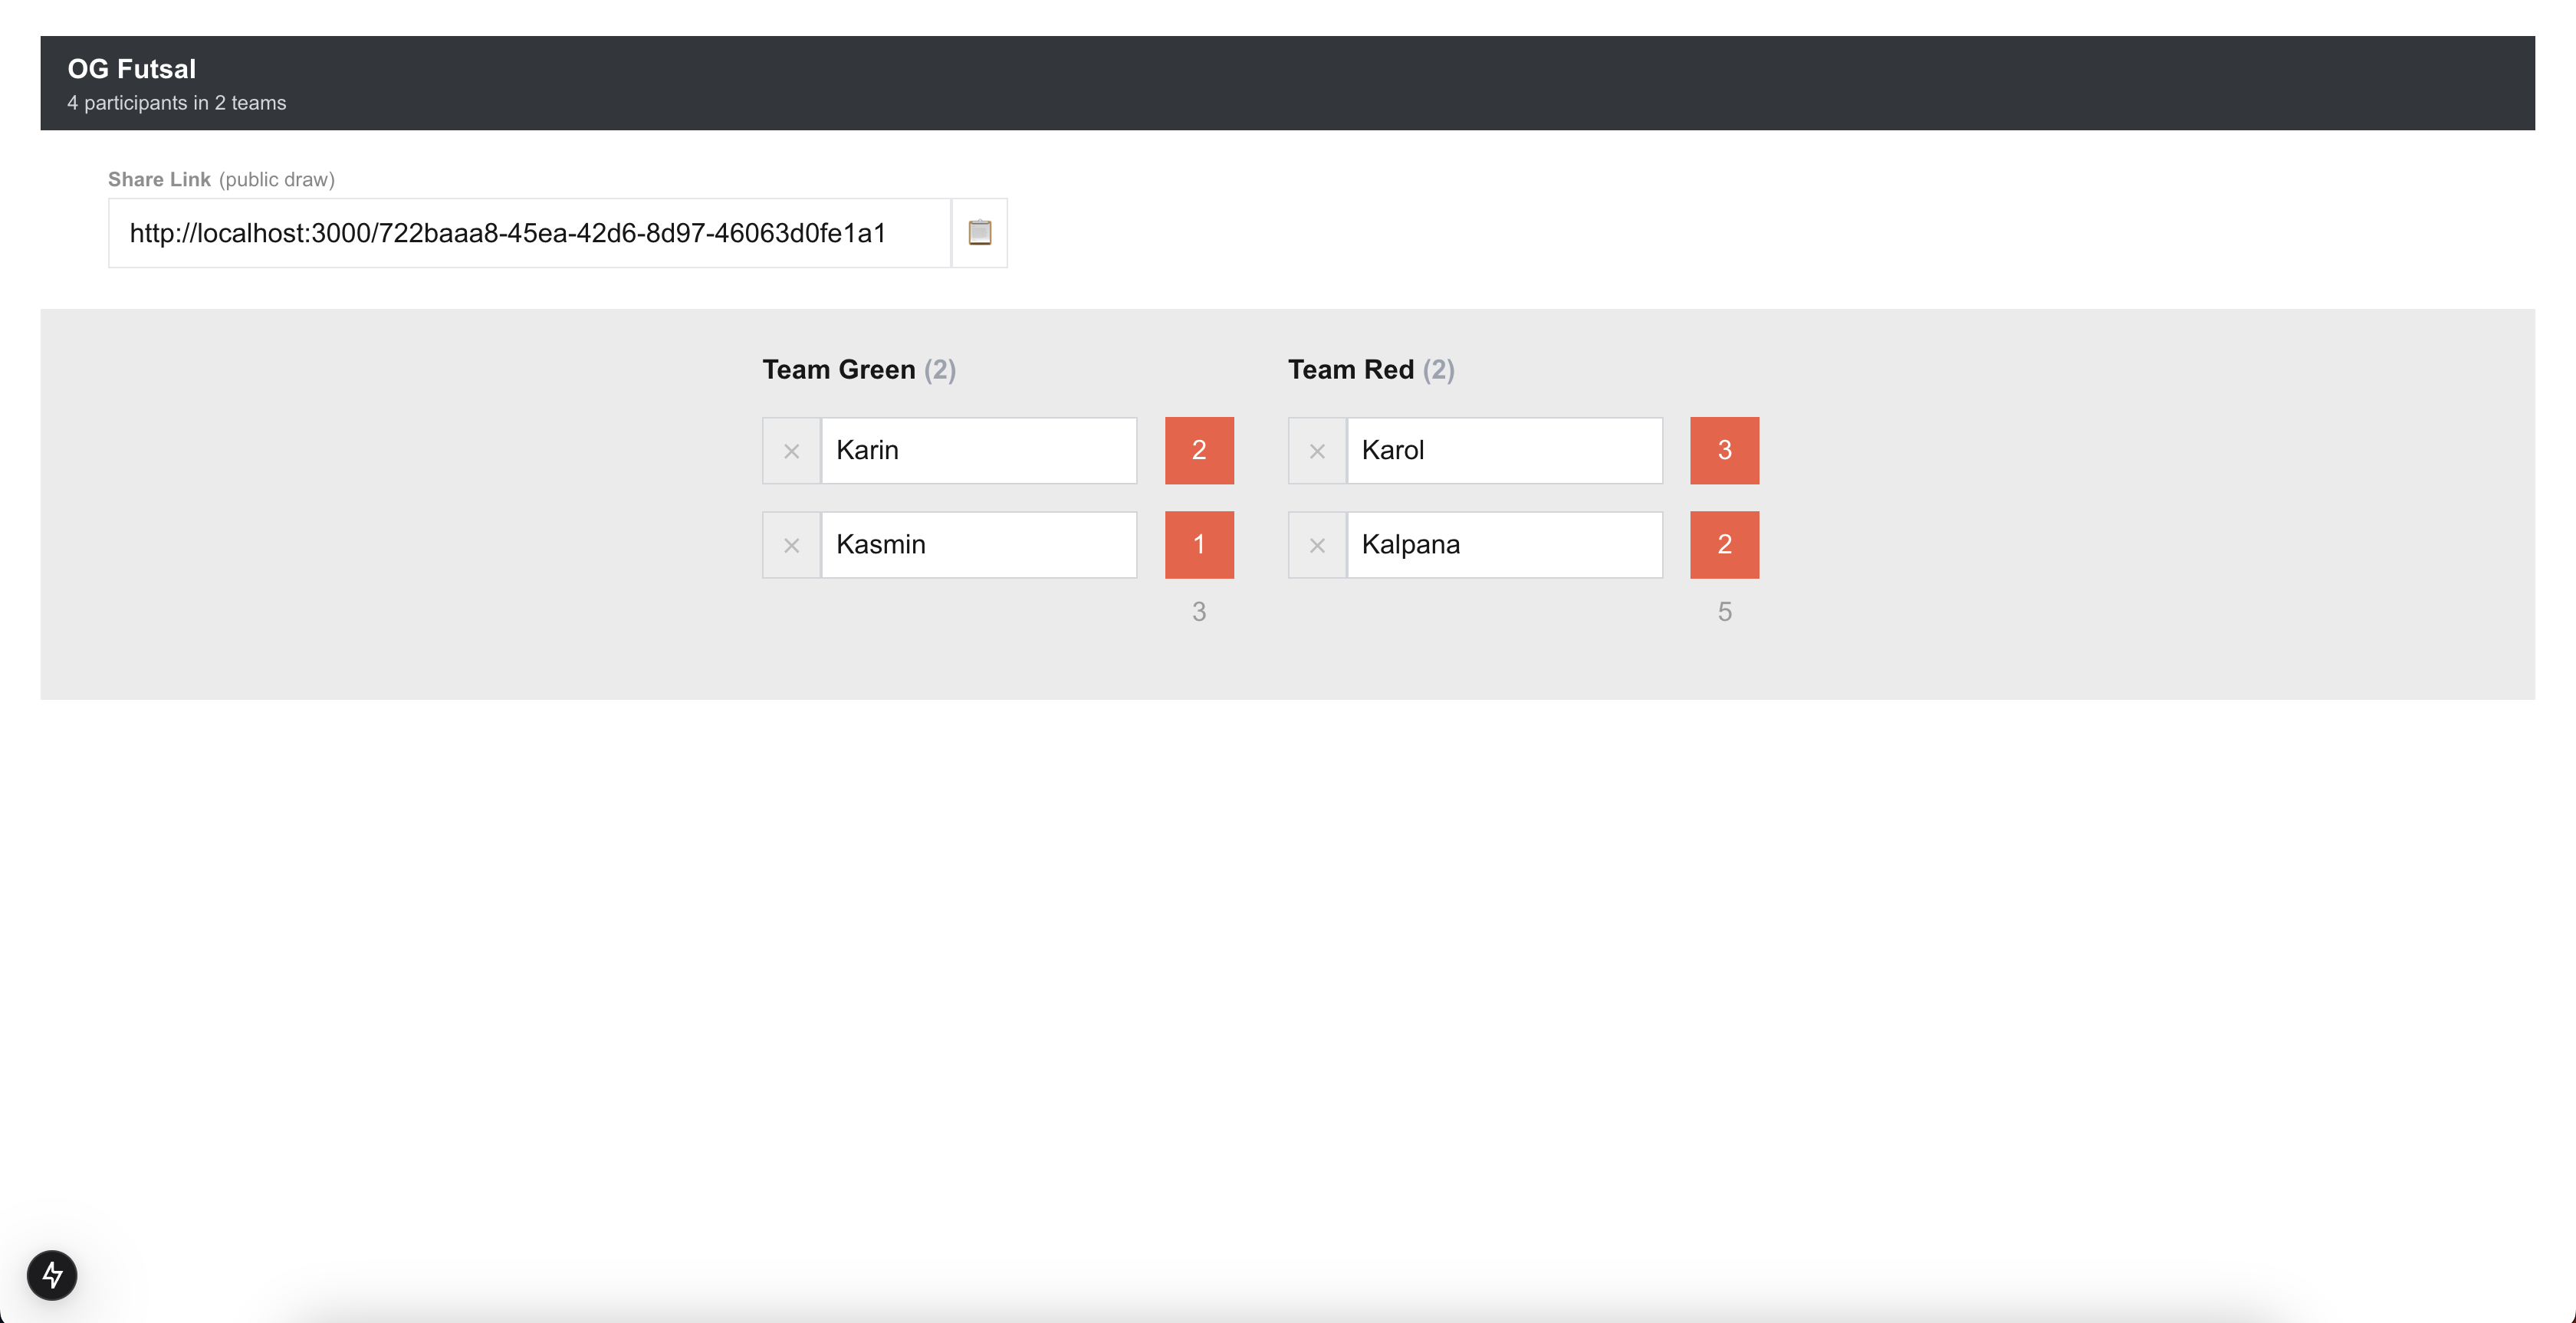 OG Futsal
4 participants in 2 teams
Share Link (public draw)
http://localhost:3000/722baaa8-45ea-42d6-8d97-46063d0fe1a1
Team Green (2)
× Karin 2
× Kasmin 1
3
Team Red (2)
× Karol 3
× Kalpana 2
5